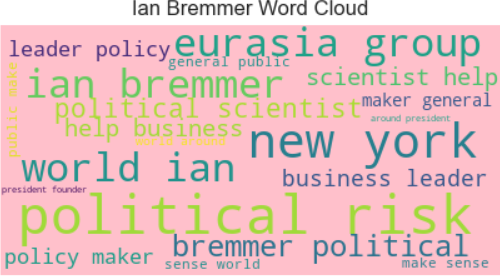 Ian Bremmer Word Cloud
leader policy
eurasia group
general public
public make
ian bremmer
scientist help
political scientist
maker general
around president
help business
world around
new york
world ian
business leader
president founder
political risk
bremmer political
policy maker
sense world
make sense